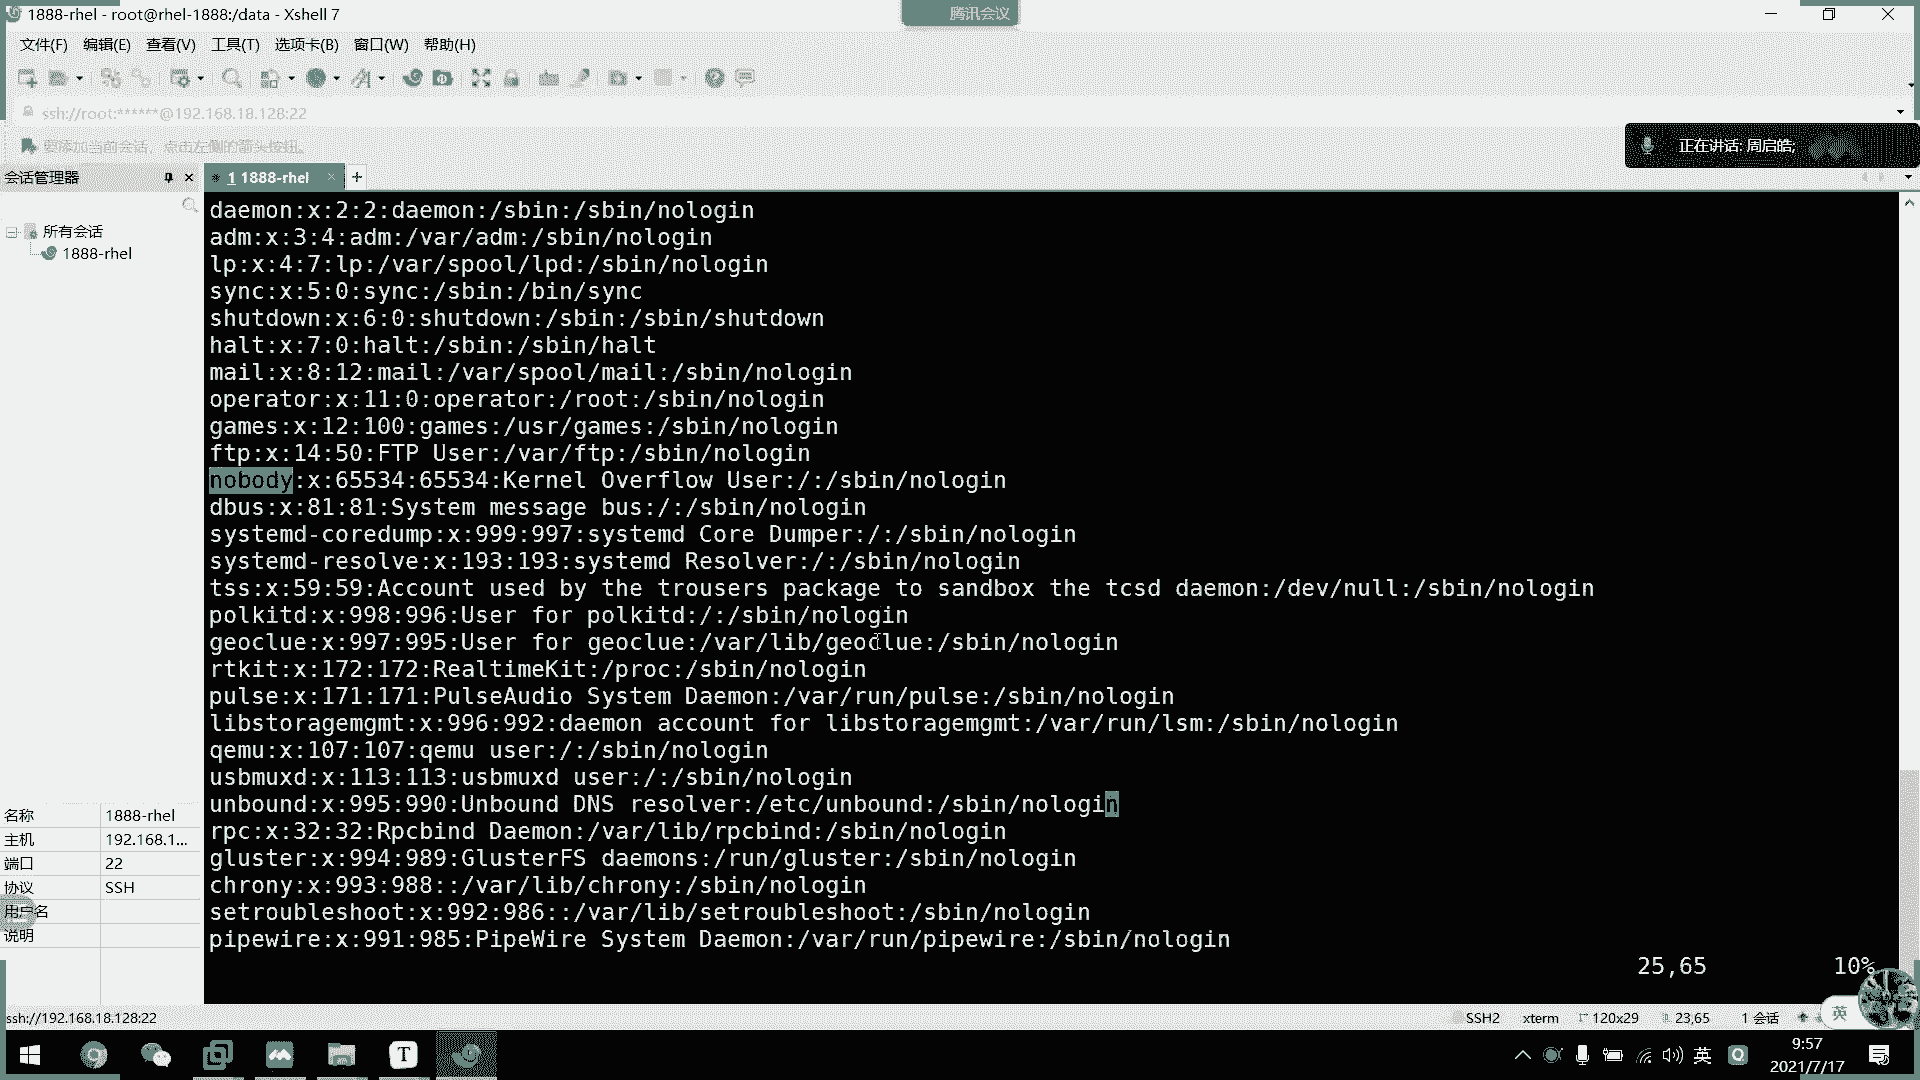 1888-rhel - root@rhel-1888:/data - Xshell 7
腾讯会议
文件(F) 编辑(E) 查看(V) 工具(T) 选项卡(B) 窗口(W) 帮助(H)
ssh://root:******@192.168.18.128:22
要添加当前会话，点击左侧的箭头按钮。
正在讲话: 周启皓;
会话管理器
1 1888-rhel
所有会话
1888-rhel
daemon:x:2:2:daemon:/sbin:/sbin/nologin
adm:x:3:4:adm:/var/adm:/sbin/nologin
lp:x:4:7:lp:/var/spool/lpd:/sbin/nologin
sync:x:5:0:sync:/sbin:/bin/sync
shutdown:x:6:0:shutdown:/sbin:/sbin/shutdown
halt:x:7:0:halt:/sbin:/sbin/halt
mail:x:8:12:mail:/var/spool/mail:/sbin/nologin
operator:x:11:0:operator:/root:/sbin/nologin
games:x:12:100:games:/usr/games:/sbin/nologin
ftp:x:14:50:FTP User:/var/ftp:/sbin/nologin
nobody:x:65534:65534:Kernel Overflow User:/:/sbin/nologin
dbus:x:81:81:System message bus:/:/sbin/nologin
systemd-coredump:x:999:997:systemd Core Dumper:/:/sbin/nologin
systemd-resolve:x:193:193:systemd Resolver:/:/sbin/nologin
tss:x:59:59:Account used by the trousers package to sandbox the tcsd daemon:/dev/null:/sbin/nologin
polkitd:x:998:996:User for polkitd:/:/sbin/nologin
geoclue:x:997:995:User for geoclue:/var/lib/geoclue:/sbin/nologin
rtkit:x:172:172:RealtimeKit:/proc:/sbin/nologin
pulse:x:171:171:PulseAudio System Daemon:/var/run/pulse:/sbin/nologin
libstoragemgmt:x:996:992:daemon account for libstoragemgmt:/var/run/lsm:/sbin/nologin
qemu:x:107:107:qemu user:/:/sbin/nologin
usbmuxd:x:113:113:usbmuxd user:/:/sbin/nologin
unbound:x:995:990:Unbound DNS resolver:/etc/unbound:/sbin/nologin
rpc:x:32:32:Rpcbind Daemon:/var/lib/rpcbind:/sbin/nologin
gluster:x:994:989:GlusterFS daemons:/run/gluster:/sbin/nologin
chrony:x:993:988::/var/lib/chrony:/sbin/nologin
setroubleshoot:x:992:986::/var/lib/setroubleshoot:/sbin/nologin
pipewire:x:991:985:PipeWire System Daemon:/var/run/pipewire:/sbin/nologin
25,65 10%
名称 1888-rhel
主机 192.168.1...
端口 22
协议 SSH
用户名
说明
ssh://192.168.18.128:22
SSH2 xterm 120x29 23,65 1 会话
英
英
9:57
2021/7/17